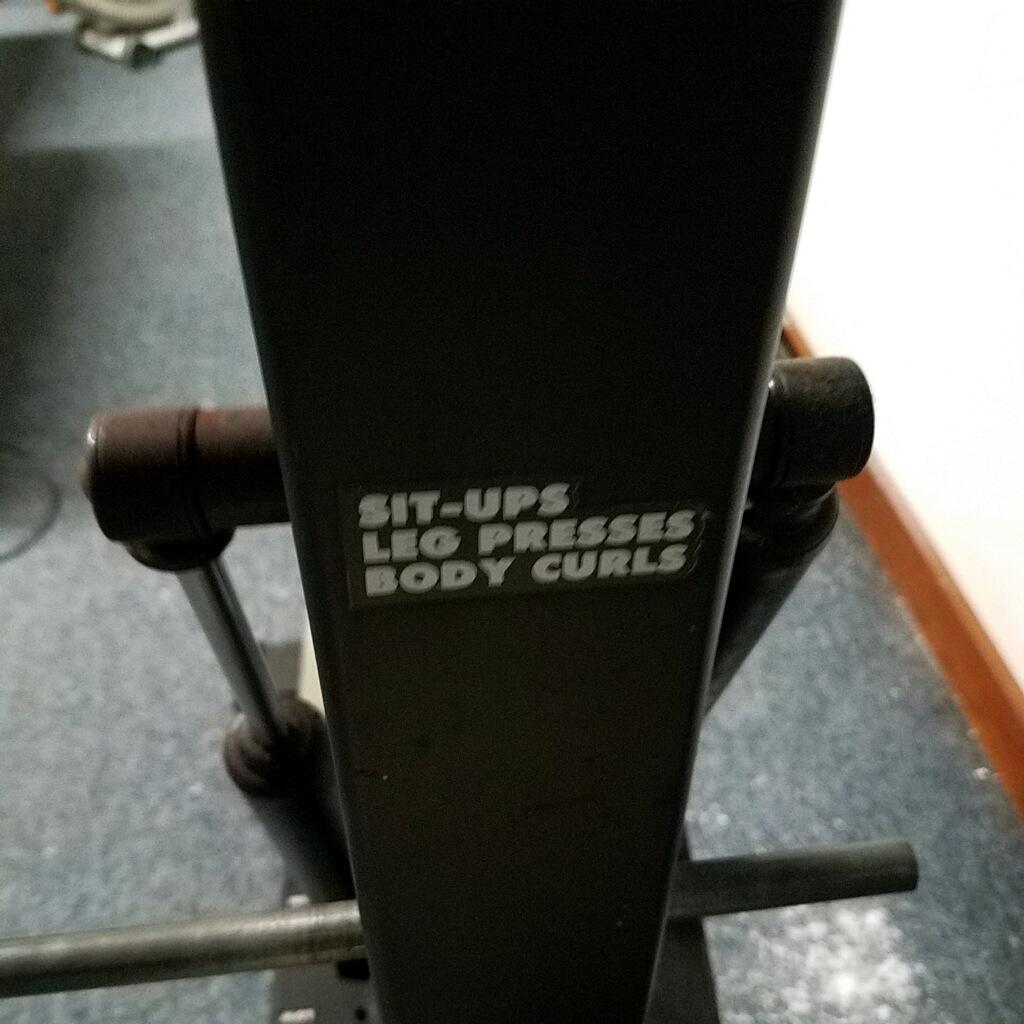 SIT-UPS
LEG PRESSES
BODY CURLS